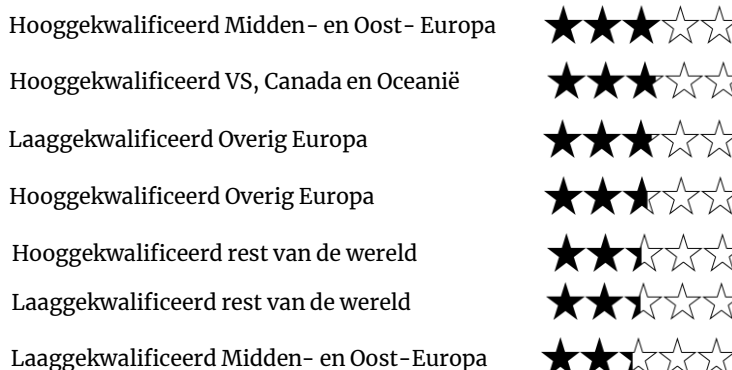 Hooggekwalificeerd Midden- en Oost- Europa
Hooggekwalificeerd VS, Canada en Oceanië
Laaggekwalificeerd Overig Europa
Hooggekwalificeerd Overig Europa
Hooggekwalificeerd rest van de wereld
Laaggekwalificeerd rest van de wereld
Laaggekwalificeerd Midden- en Oost-Europa